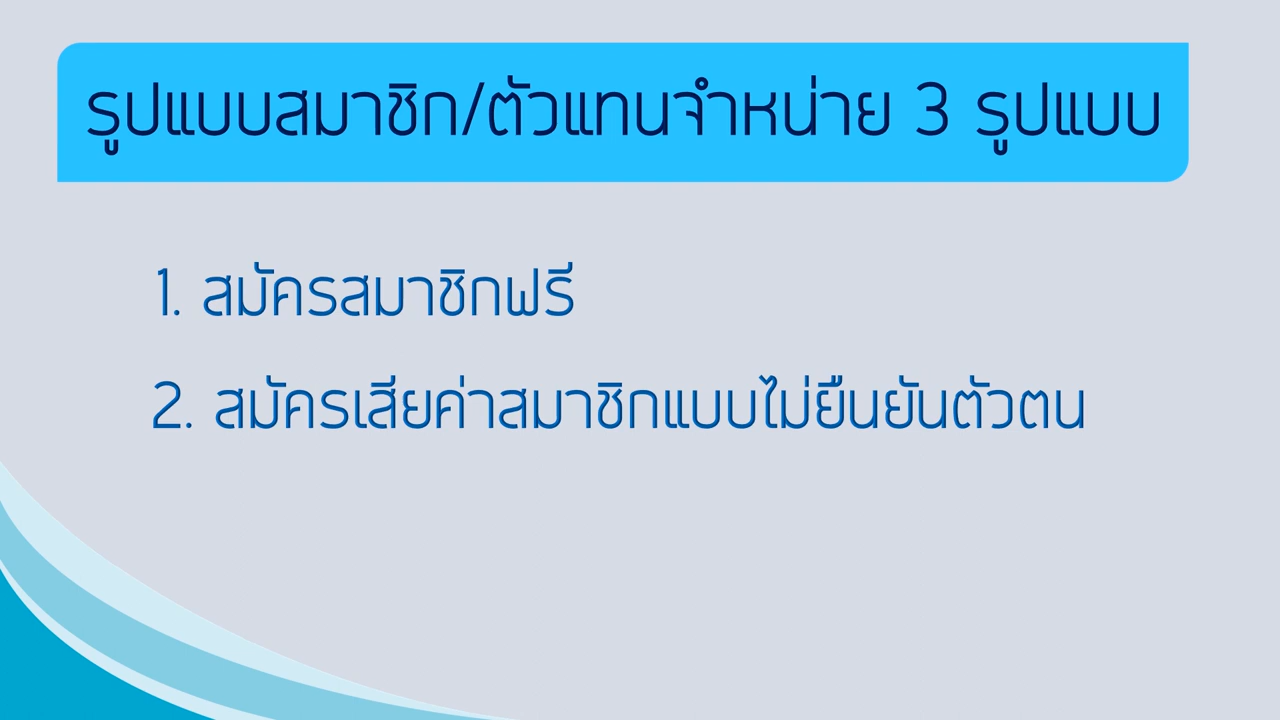 รูปแบบสมาชิก/ตัวแทนจำหน่าย 3 รูปแบบ
1. สมัครสมาชิกฟรี
2. สมัครเสียค่าสมาชิกแบบไม่ยืนยันตัวตน